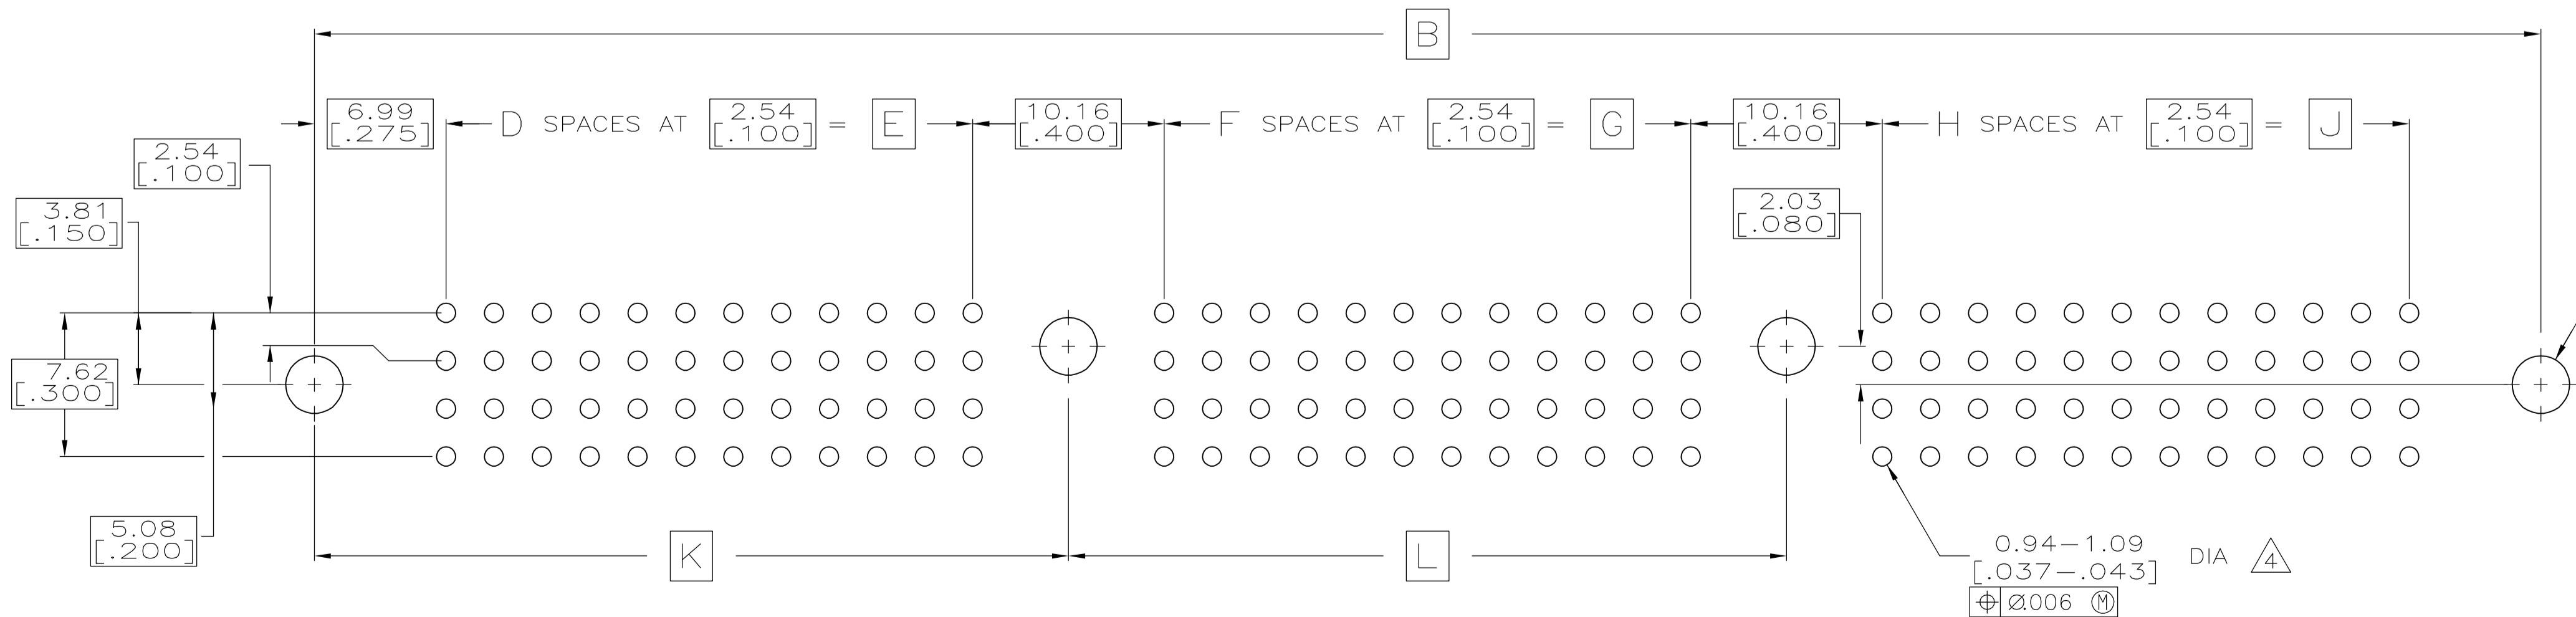 B
6.99
[.275]
D SPACES AT
2.54
[.100]
=
E
10.16
[.400]
F SPACES AT
2.54
[.100]
=
G
10.16
[.400]
H SPACES AT
2.54
[.100]
=
J
2.54
[.100]
3.81
[.150]
2.03
[.080]
7.62
[.300]
5.08
[.200]
K
L
0.94–1.09
[.037–.043]
DIA
4
⌖ Ø.006 Ⓜ